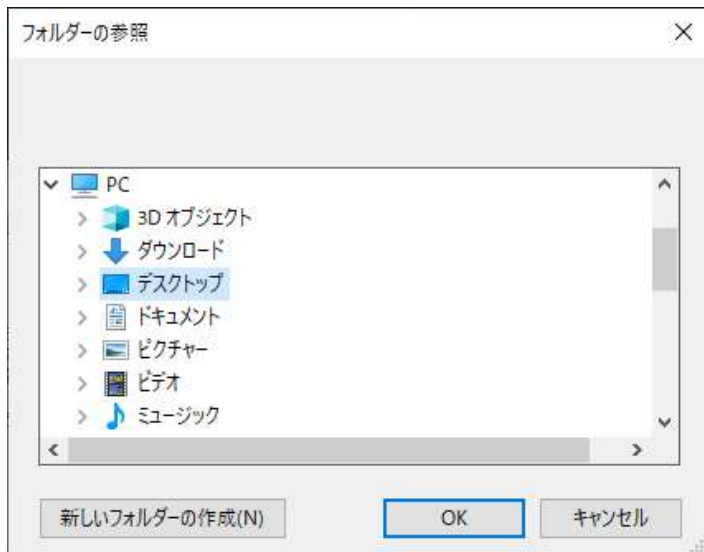 フォルダーの参照
PC
3D オブジェクト
ダウンロード
デスクトップ
ドキュメント
ピクチャー
ビデオ
ミュージック
新しいフォルダーの作成(N) OK キャンセル